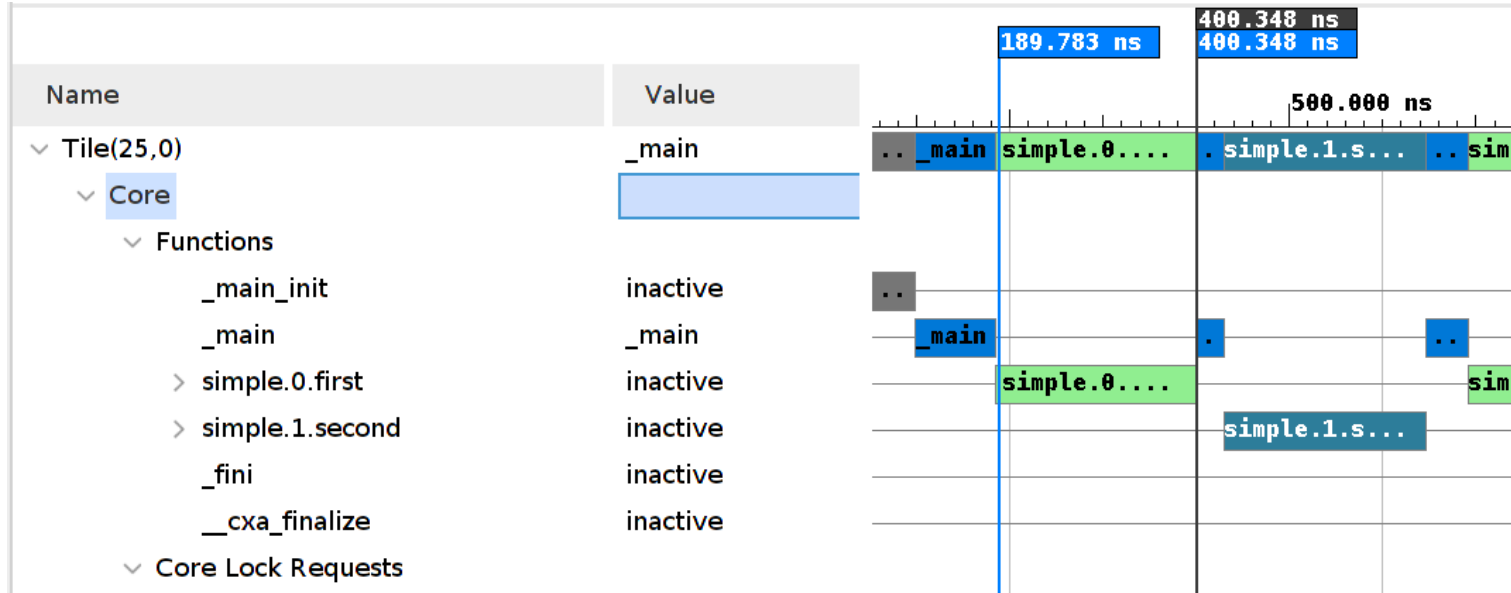 400.348 ns
189.783 ns 400.348 ns
Name Value 500.000 ns
Tile(25,0) _main .. _main simple.0.... . simple.1.s... .. sim
Core
Functions
_main_init inactive ..
_main _main _main . ..
simple.0.first inactive simple.0.... sim
simple.1.second inactive simple.1.s...
_fini inactive
__cxa_finalize inactive
Core Lock Requests